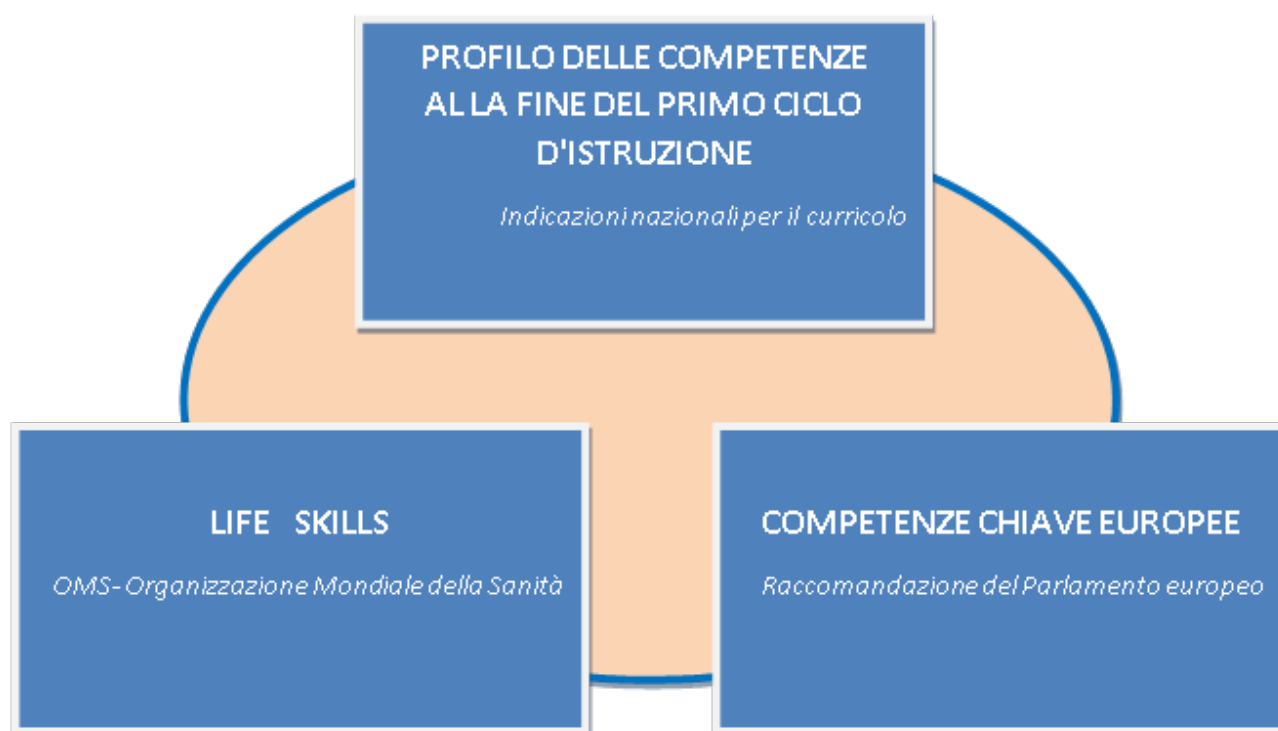 PROFILO DELLE COMPETENZE
AL LA FINE DEL PRIMO CICLO
D'ISTRUZIONE
Indicazioni nazionali per il curricolo
LIFE SKILLS
OMS- Organizzazione Mondiale della Sanità
COMPETENZE CHIAVE EUROPEE
Raccomandazione del Parlamento europeo